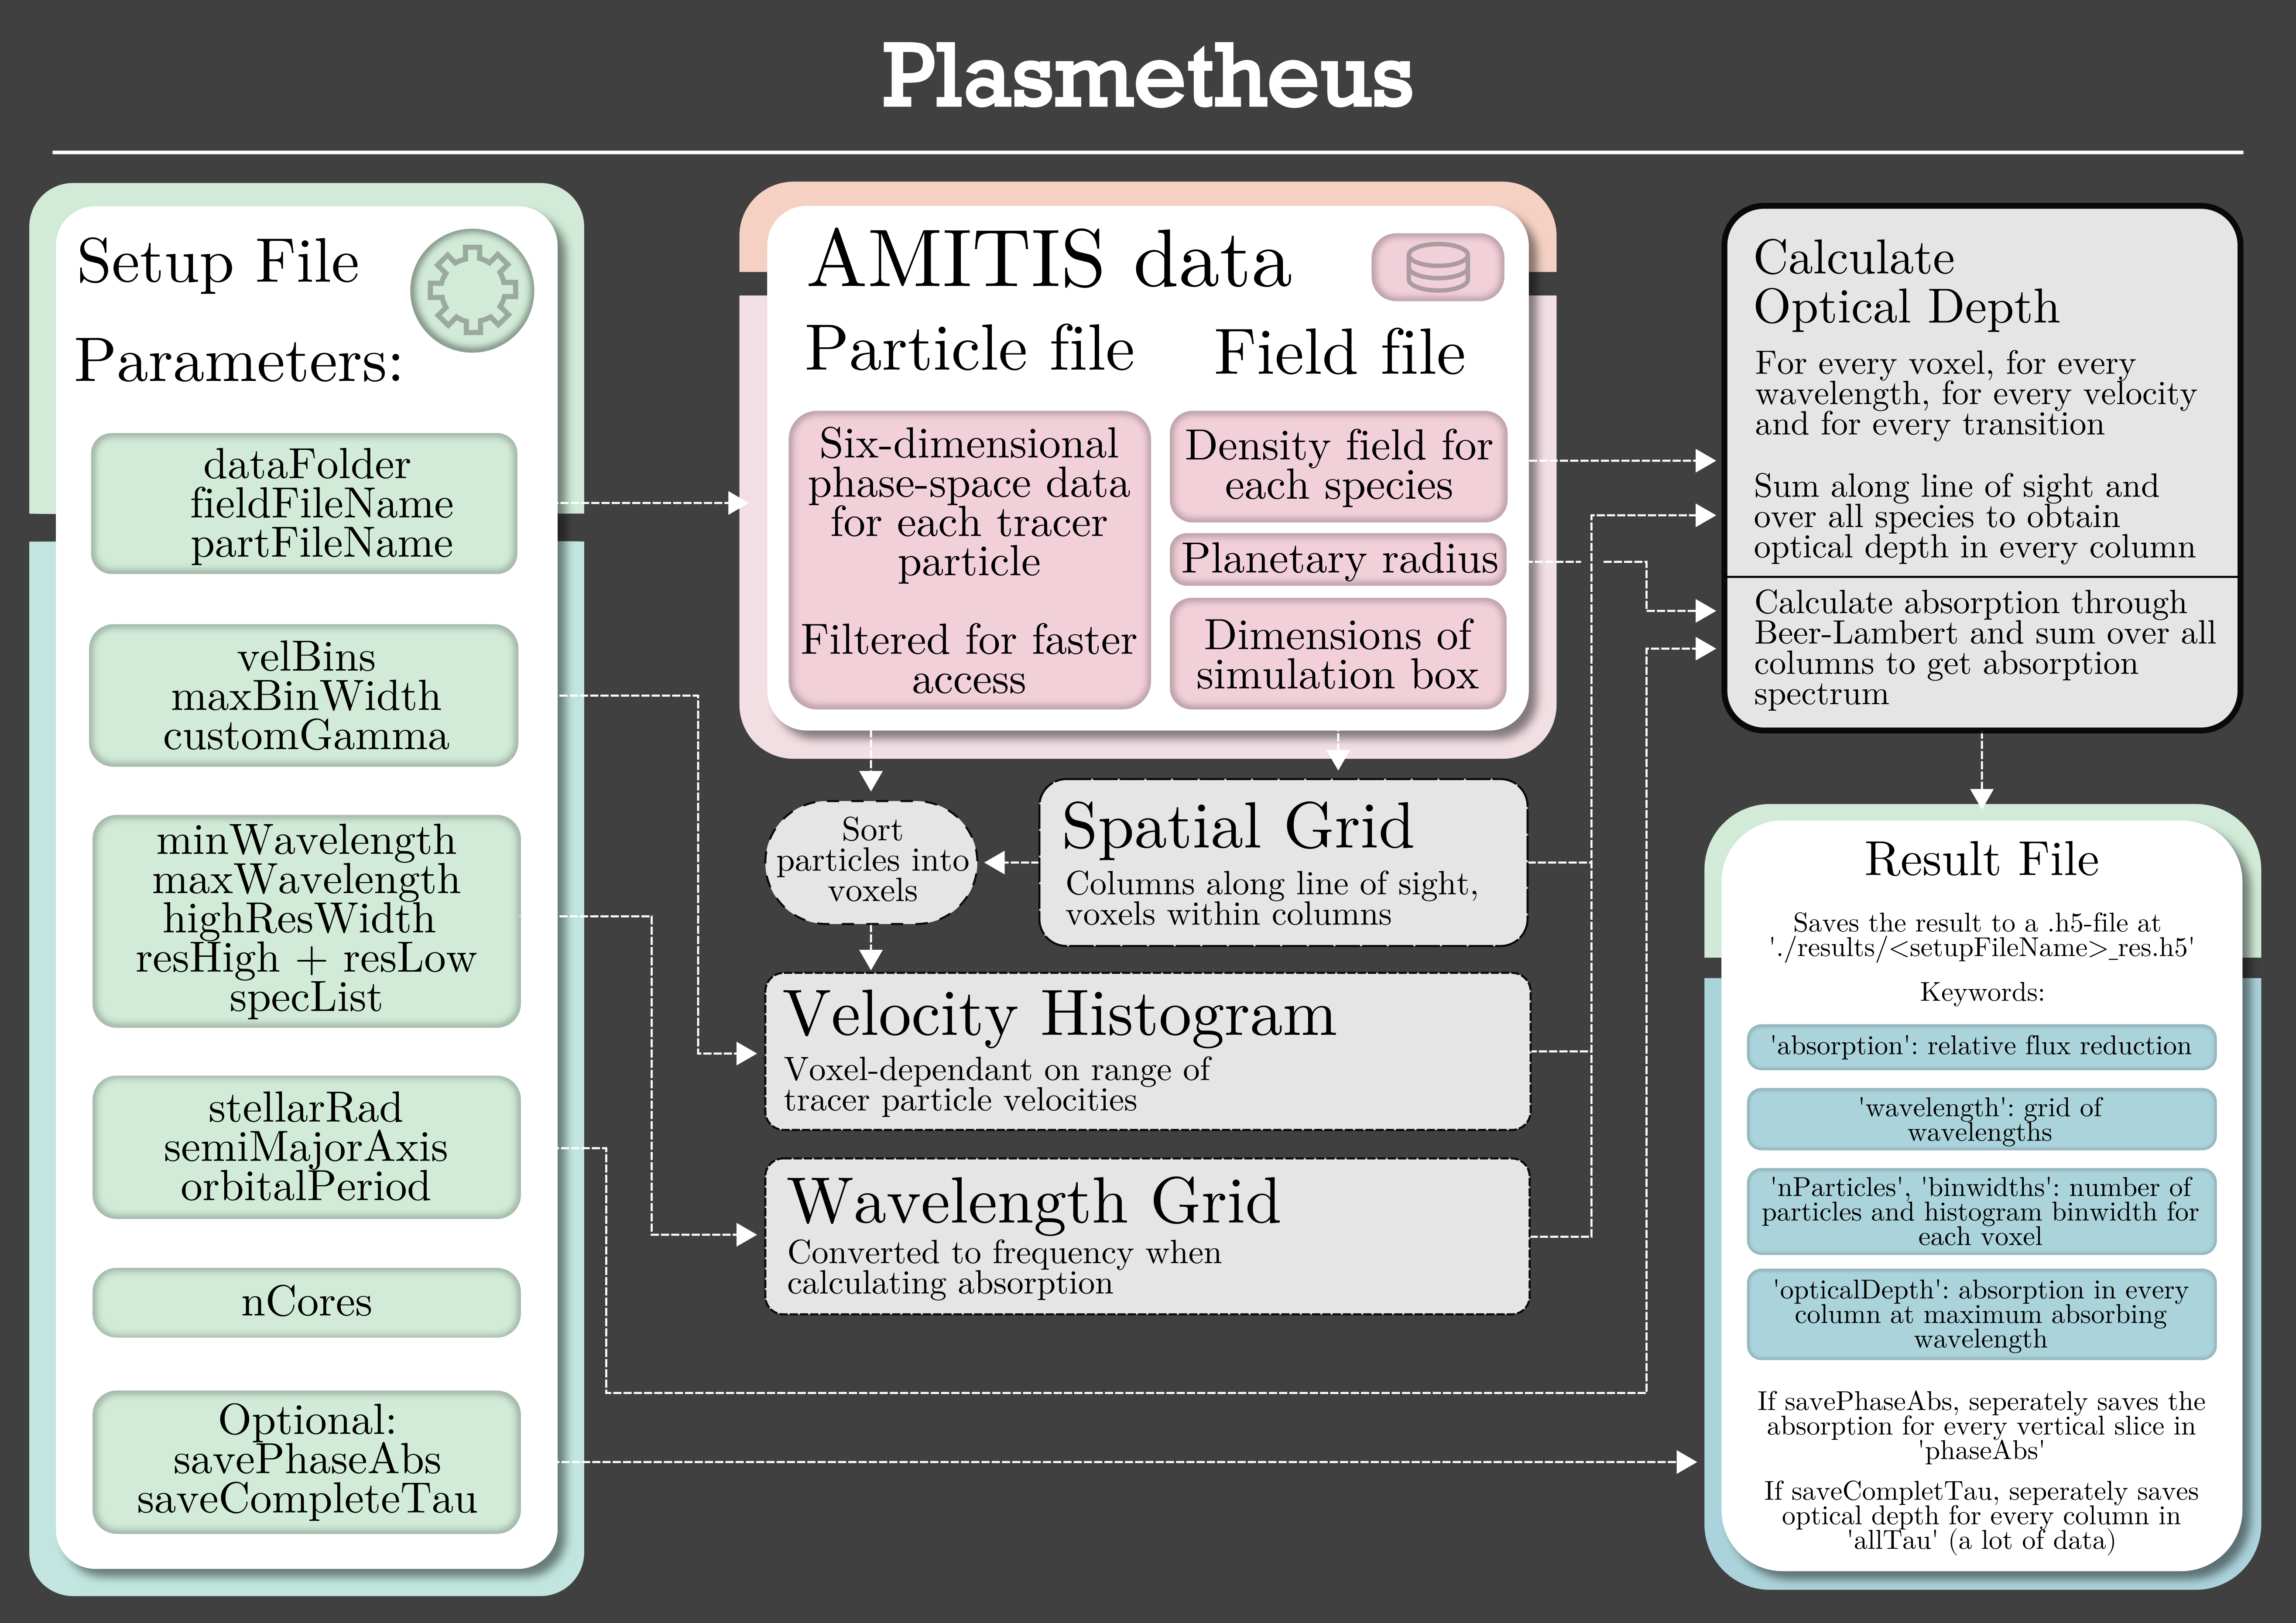 Plasmetheus
Setup File
Parameters:
dataFolder
fieldFileName
partFileName
velBins
maxBinWidth
customGamma
minWavelength
maxWavelength
highResWidth
resHigh + resLow
specList
stellarRad
semiMajorAxis
orbitalPeriod
nCores
Optional:
savePhaseAbs
saveCompleteTau
AMITIS data
Particle file
Six-dimensional
phase-space data
for each tracer
particle
Filtered for faster
access
Field file
Density field for
each species
Planetary radius
Dimensions of
simulation box
Sort
particles into
voxels
Spatial Grid
Columns along line of sight,
voxels within columns
Velocity Histogram
Voxel-dependant on range of
tracer particle velocities
Wavelength Grid
Converted to frequency when
calculating absorption
Calculate
Optical Depth
For every voxel, for every
wavelength, for every velocity
and for every transition
Sum along line of sight and
over all species to obtain
optical depth in every column
Calculate absorption through
Beer-Lambert and sum over all
columns to get absorption
spectrum
Result File
Saves the result to a .h5-file at
'./results/<setupFileName>_res.h5'
Keywords:
'absorption': relative flux reduction
'wavelength': grid of
wavelengths
'nParticles', 'binwidths': number of
particles and histogram binwidth for
each voxel
'opticalDepth': absorption in every
column at maximum absorbing
wavelength
If savePhaseAbs, seperately saves the
absorption for every vertical slice in
'phaseAbs'
If saveCompletTau, seperately saves
optical depth for every column in
'allTau' (a lot of data)